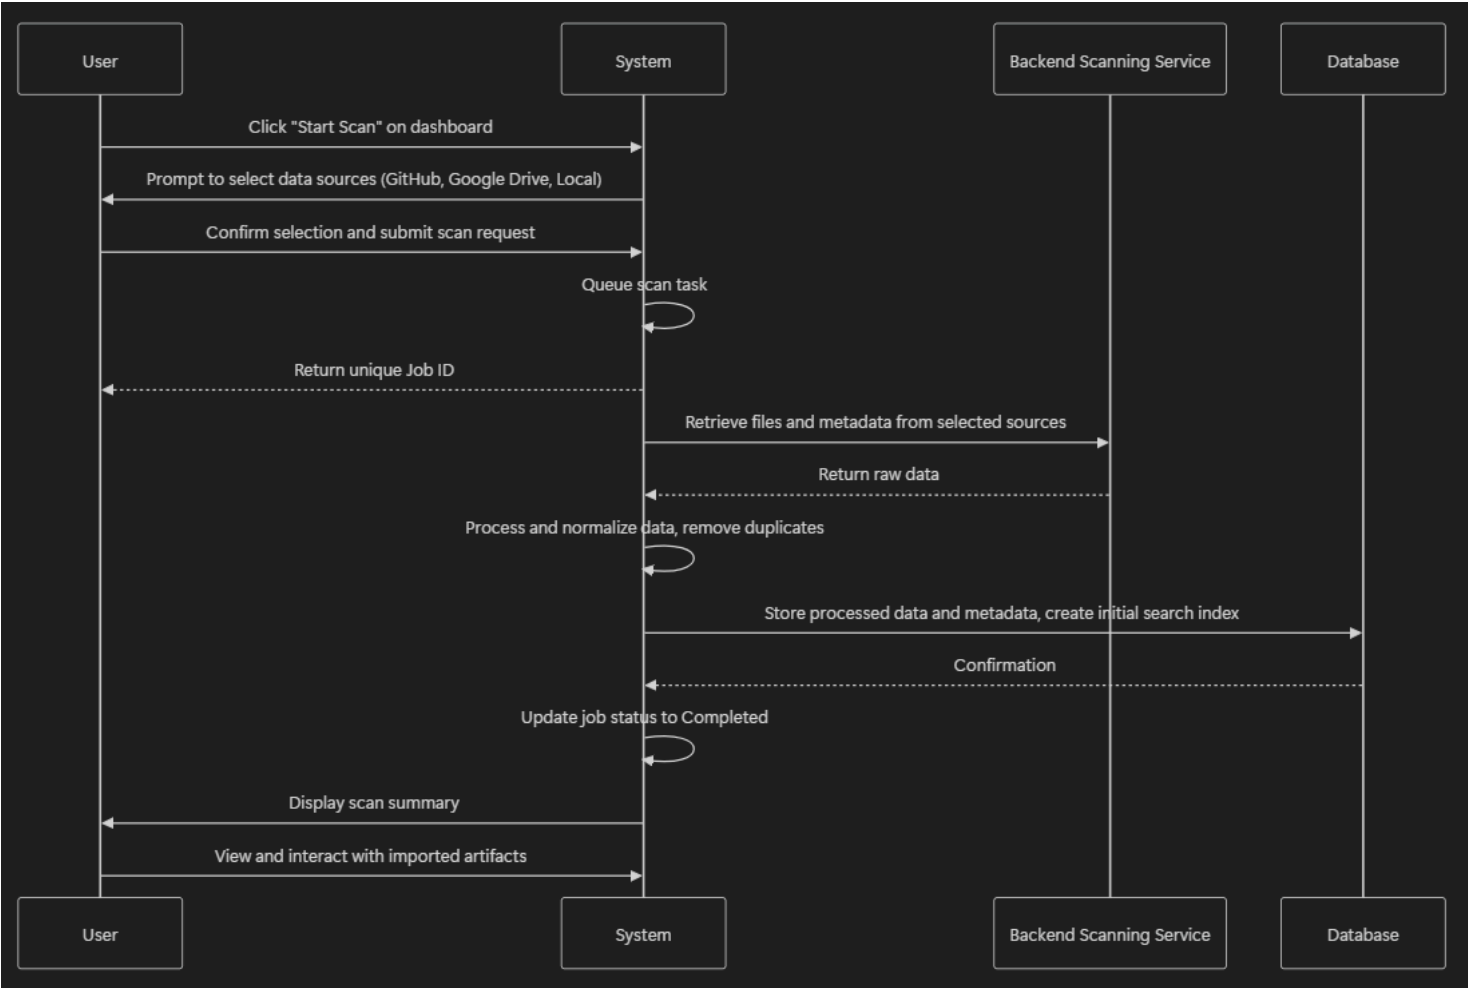 User
System
Backend Scanning Service
Database
Click "Start Scan" on dashboard
Prompt to select data sources (GitHub, Google Drive, Local)
Confirm selection and submit scan request
Queue scan task
Return unique Job ID
Retrieve files and metadata from selected sources
Return raw data
Process and normalize data, remove duplicates
Store processed data and metadata, create initial search index
Confirmation
Update job status to Completed
Display scan summary
View and interact with imported artifacts
User
System
Backend Scanning Service
Database